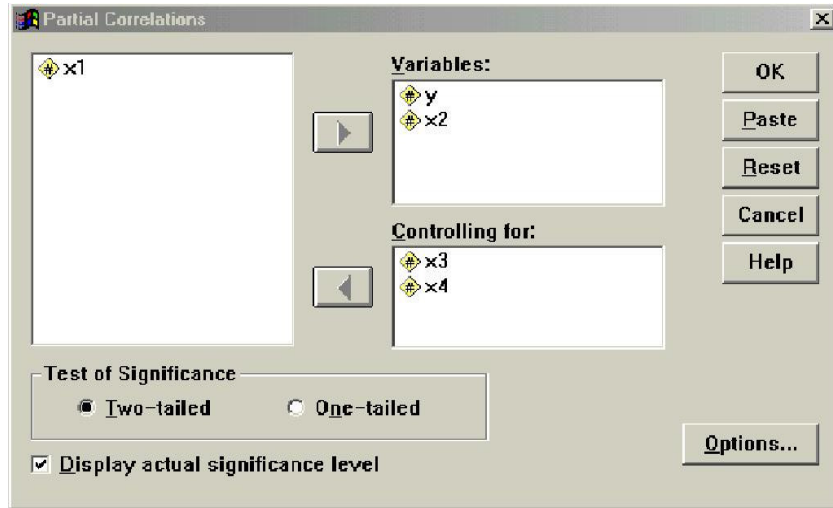 Partial Correlations
x1
Variables:
y
x2
Controlling for:
x3
x4
OK
Paste
Reset
Cancel
Help
Test of Significance
Two-tailed
One-tailed
Display actual significance level
Options...